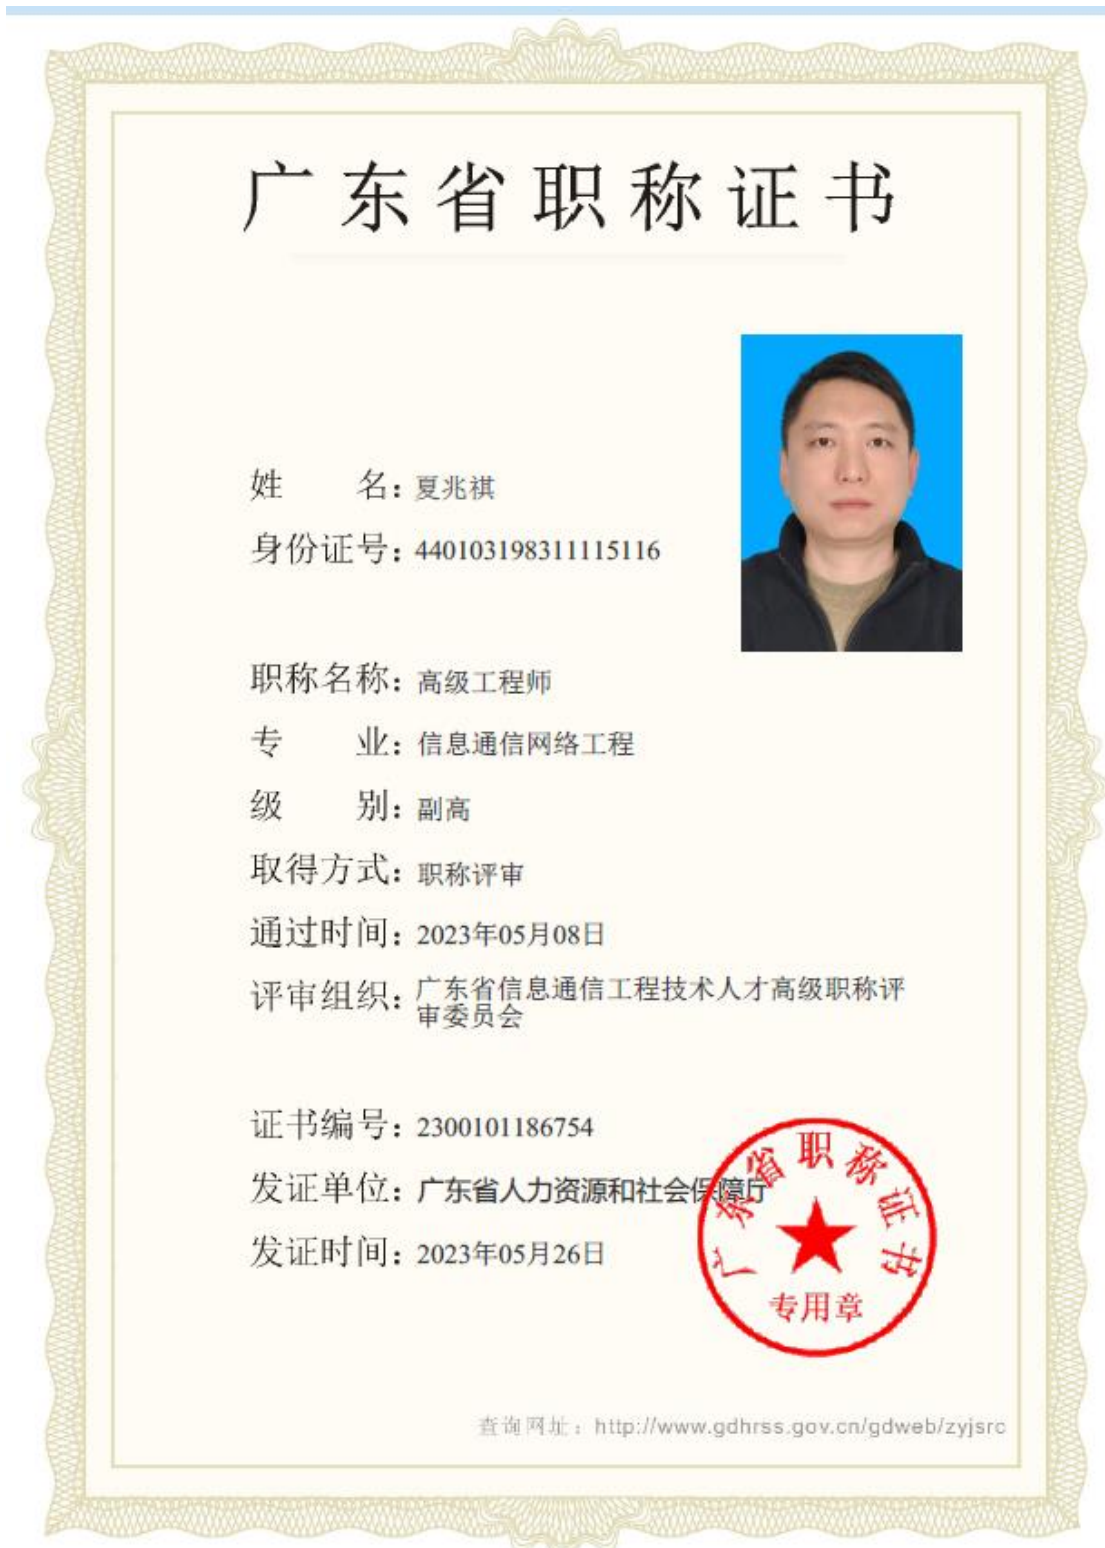 广东省职称证书
姓 名：夏兆祺
身份证号：440103198311115116
职称名称：高级工程师
专 业：信息通信网络工程
级 别：副高
取得方式：职称评审
通过时间：2023年05月08日
评审组织：广东省信息通信工程技术人才高级职称评
审委员会
证书编号：2300101186754
发证单位：广东省人力资源和社会保障厅
发证时间：2023年05月26日
广东省职称证书
专用章
查询网址：http://www.gdhrss.gov.cn/gdweb/zyjsrc